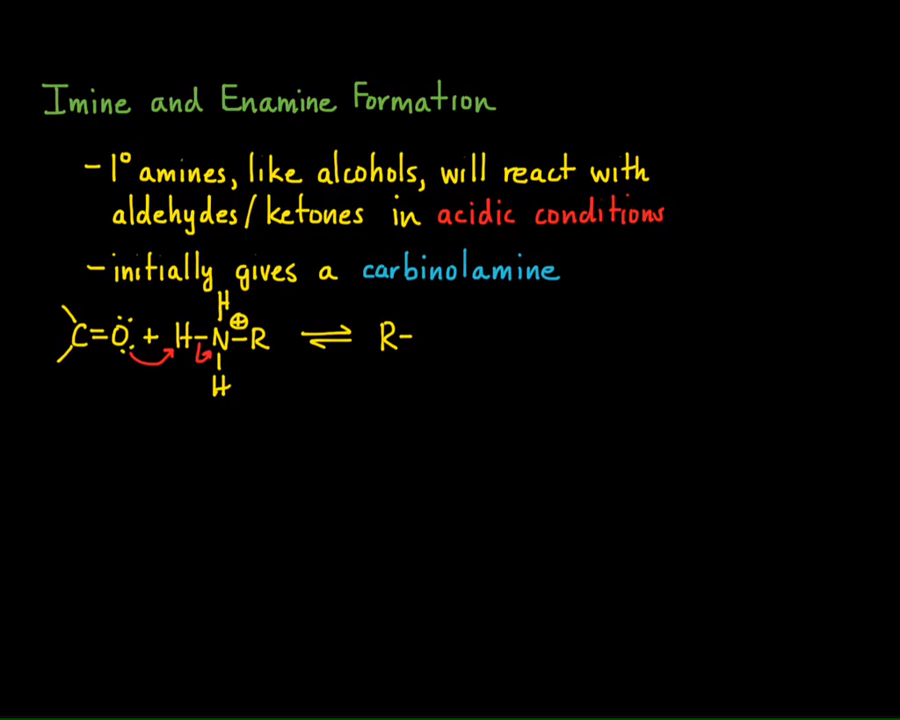 Imine and Enamine Formation
- 1° amines, like alcohols, will react with
aldehydes/ketones in acidic conditions
- initially gives a carbinolamine
H
C=O + H-N⊕-R ⇌ R-
H